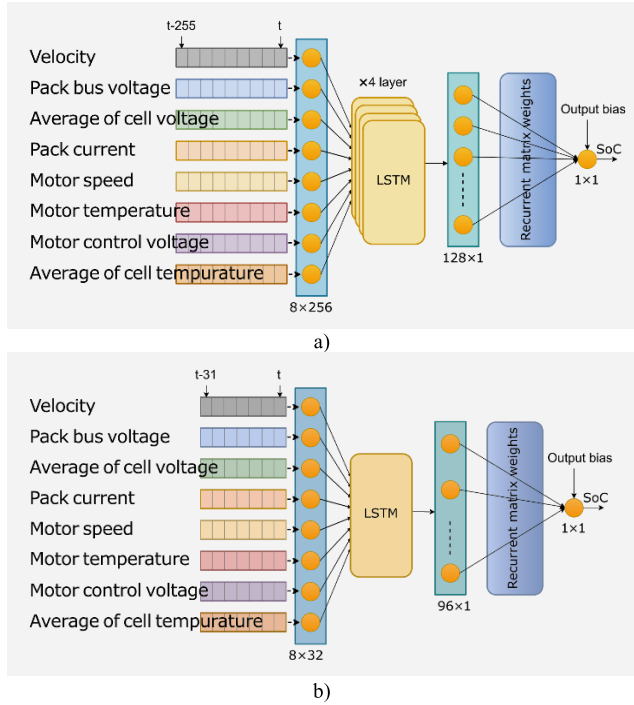 t-255 t
Velocity
Pack bus voltage
×4 layer
Average of cell voltage
Pack current
Motor speed
LSTM
Motor temperature
Motor control voltage
Average of cell tempurature
8×256
128×1
Recurrent matrix weights
Output bias
SoC
1×1
a)
t-31 t
Velocity
Pack bus voltage
Average of cell voltage
Pack current
Motor speed
LSTM
Motor temperature
Motor control voltage
Average of cell tempurature
8×32
96×1
Recurrent matrix weights
Output bias
SoC
1×1
b)